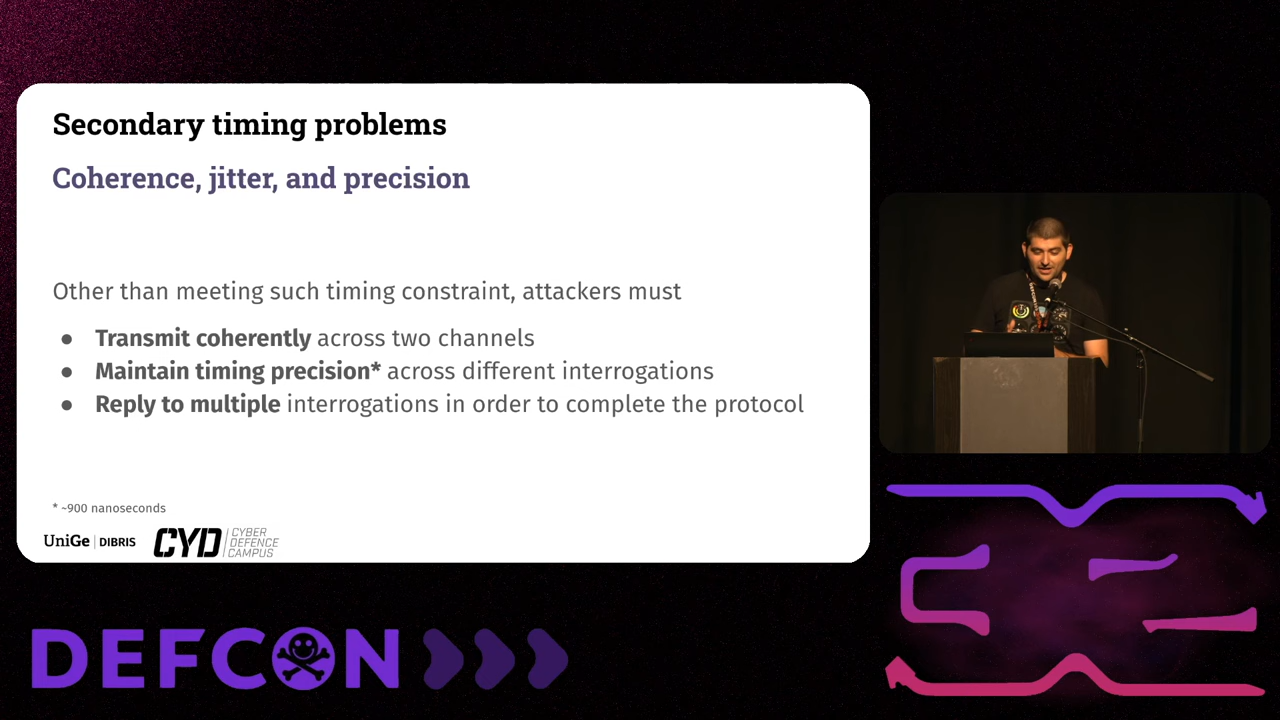 Secondary timing problems
Coherence, jitter, and precision
Other than meeting such timing constraint, attackers must
● Transmit coherently across two channels
● Maintain timing precision* across different interrogations
● Reply to multiple interrogations in order to complete the protocol
* ~900 nanoseconds
UniGe | DIBRIS
CYD CYBER
DEFENCE
CAMPUS
DEFCON